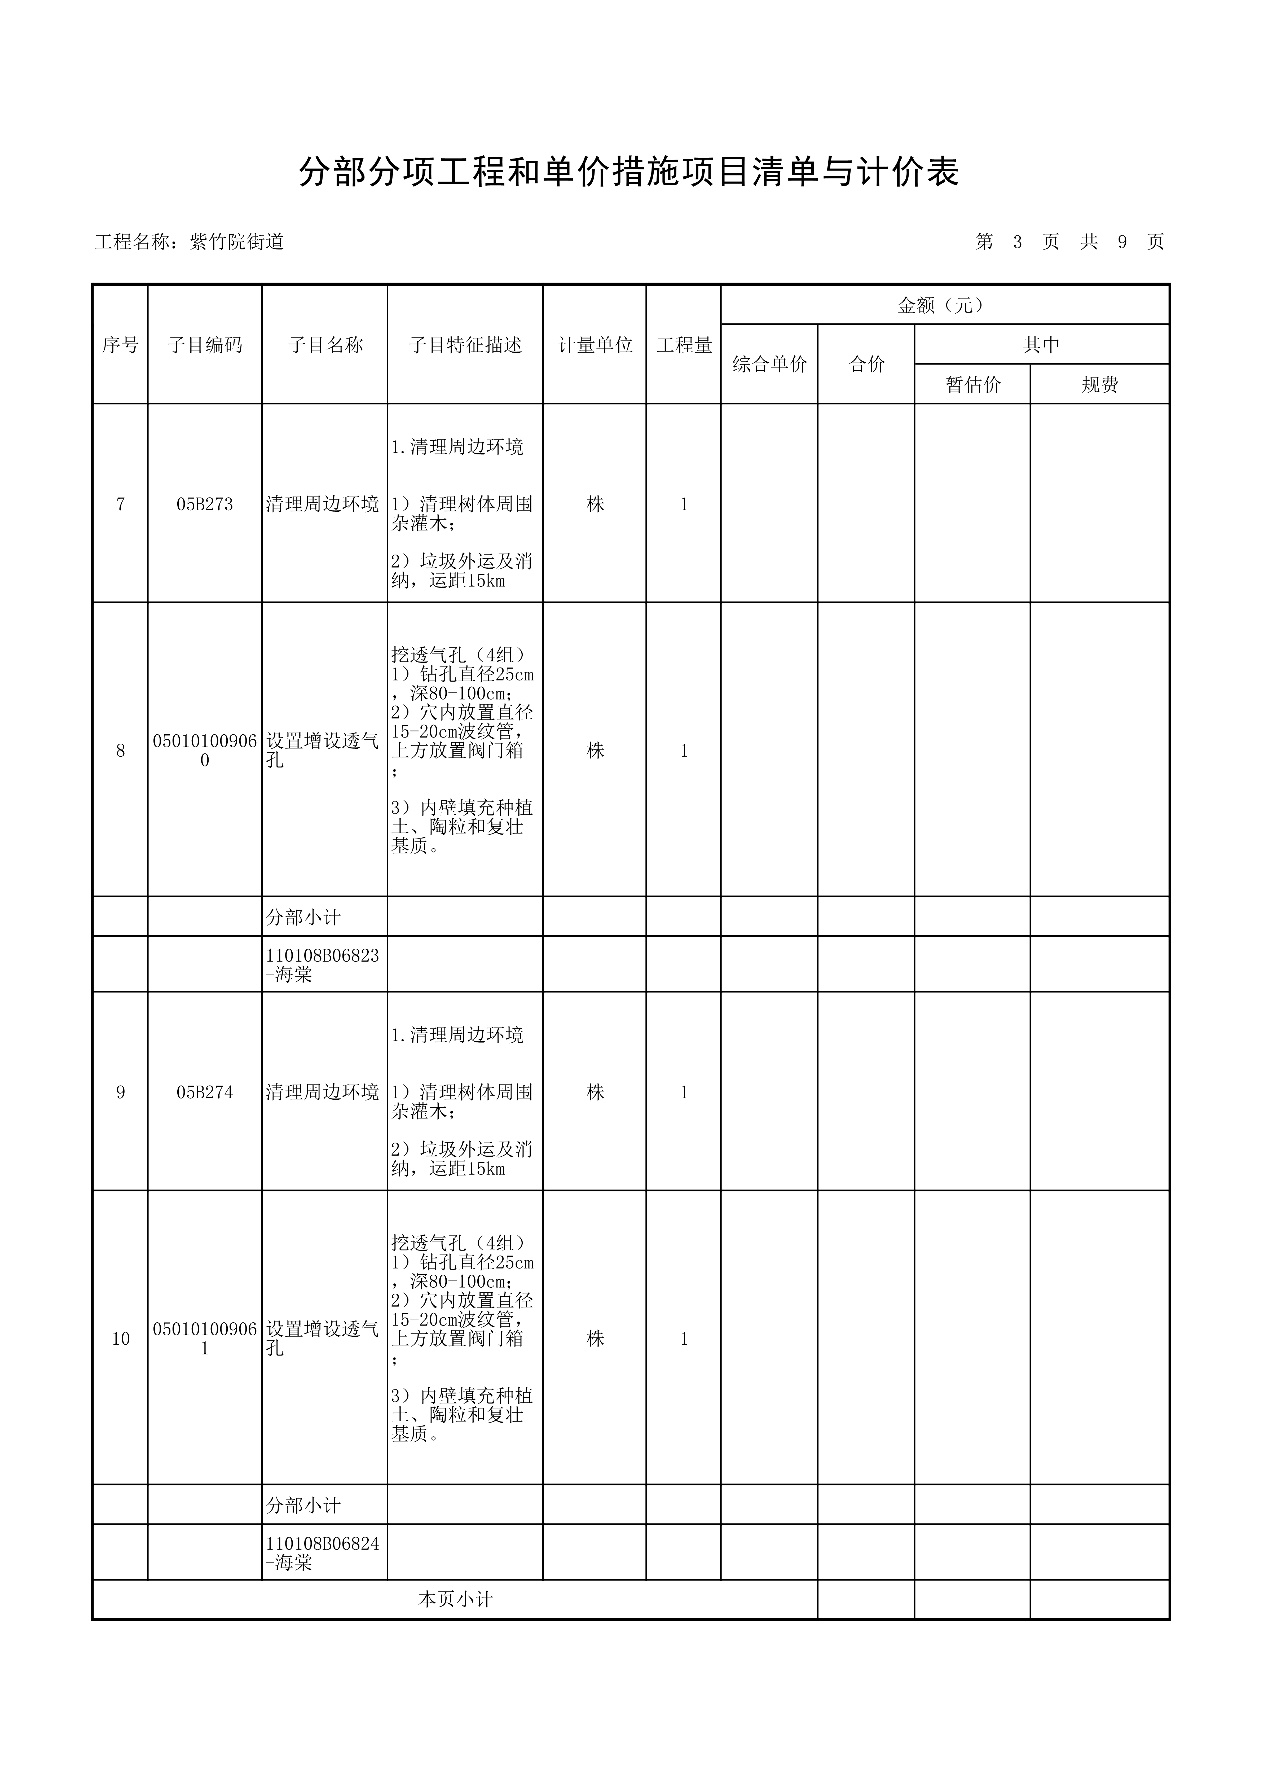 分部分项工程和单价措施项目清单与计价表
工程名称：紫竹院街道
第 3 页 共 9 页
序号 子目编码 子目名称 子目特征描述 计量单位 工程量 金额（元）
综合单价 合价 其中
暂估价 规费
1.清理周边环境
7 05B273 清理周边环境 1）清理树体周围 株 1
杂灌木；
2）垃圾外运及消
纳，运距15km
挖透气孔（4组）
1）钻孔直径25cm
，深80-100cm；
2）穴内放置直径
05010100906 设置增设透气 15-20cm波纹管，
8 0 孔 上方放置阀门箱 株 1
；
3）内壁填充种植
土、陶粒和复壮
基质。
分部小计
110108B06823
-海棠
1.清理周边环境
9 05B274 清理周边环境 1）清理树体周围 株 1
杂灌木；
2）垃圾外运及消
纳，运距15km
挖透气孔（4组）
1）钻孔直径25cm
，深80-100cm；
2）穴内放置直径
05010100906 设置增设透气 15-20cm波纹管，
10 1 孔 上方放置阀门箱 株 1
；
3）内壁填充种植
土、陶粒和复壮
基质。
分部小计
110108B06824
-海棠
本页小计